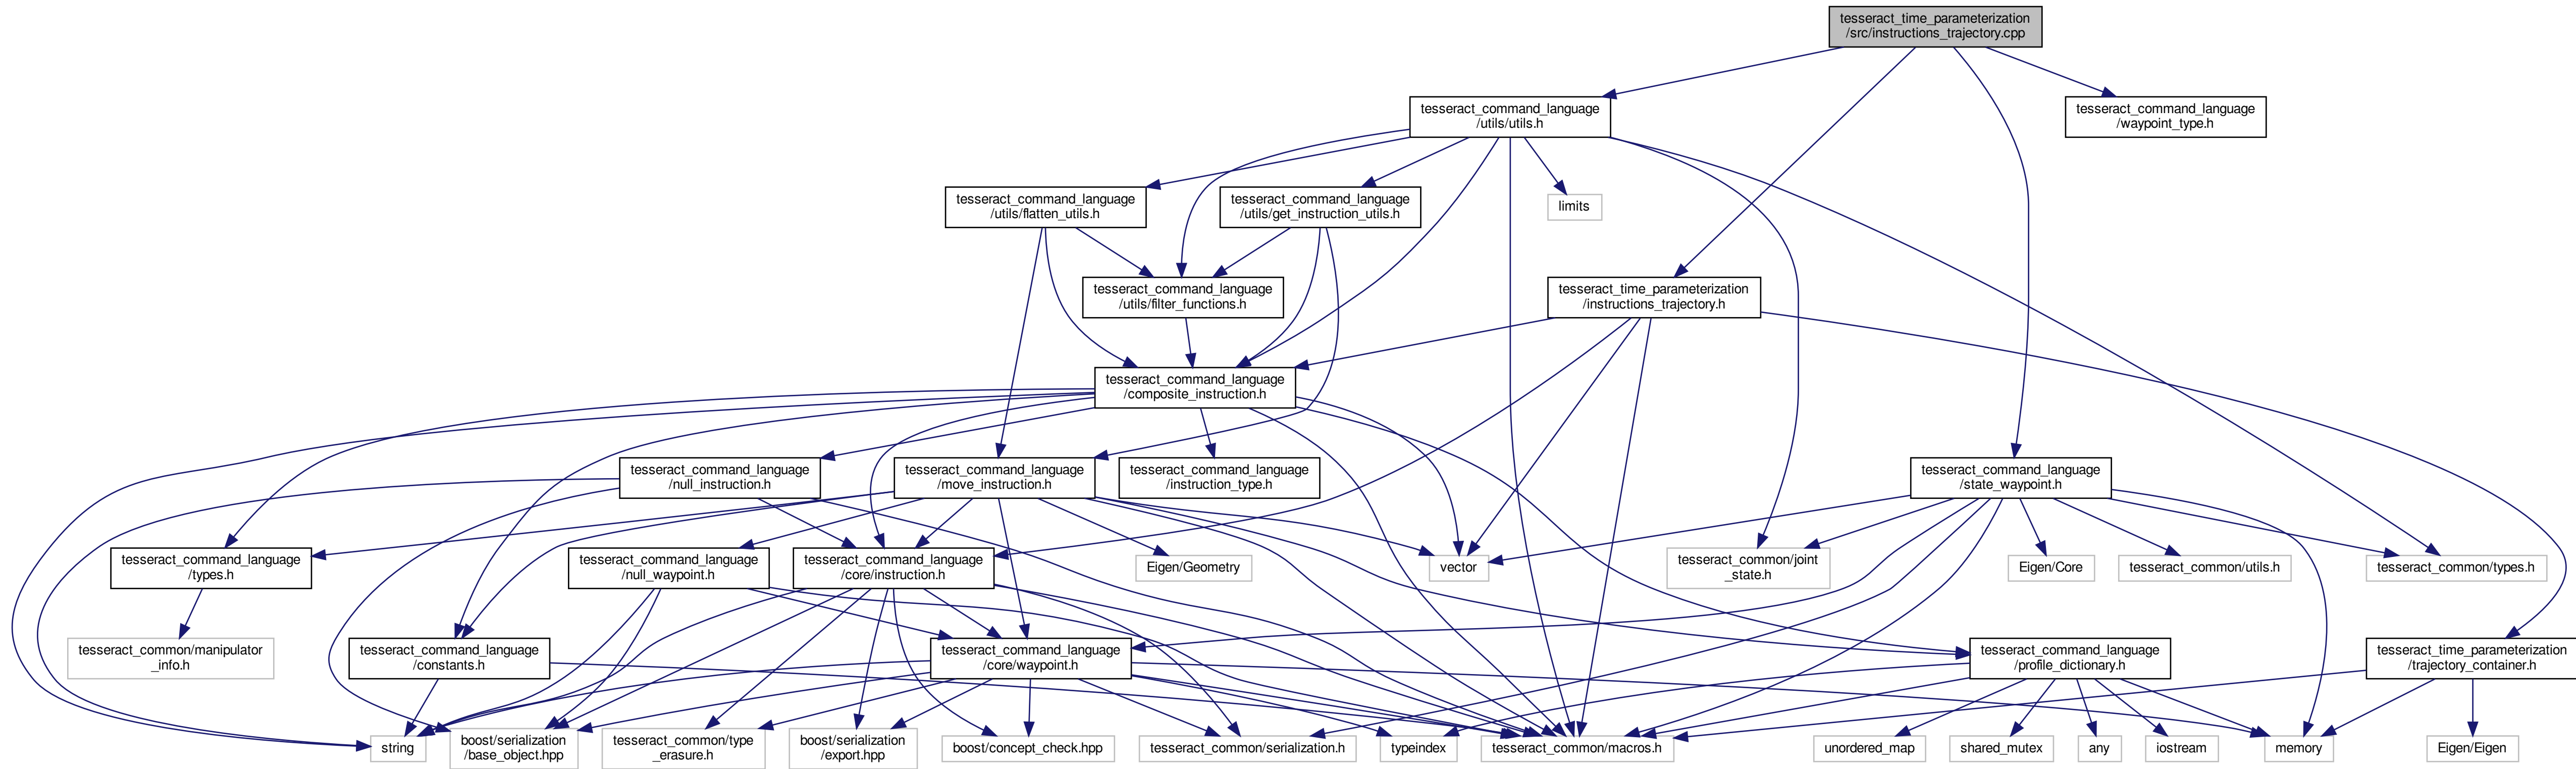 tesseract_time_parameterization
/src/instructions_trajectory.cpp
tesseract_command_language
/utils/utils.h
tesseract_command_language
/waypoint_type.h
tesseract_command_language
/utils/flatten_utils.h
tesseract_command_language
/utils/get_instruction_utils.h
limits
tesseract_command_language
/utils/filter_functions.h
tesseract_time_parameterization
/instructions_trajectory.h
tesseract_command_language
/composite_instruction.h
tesseract_command_language
/null_instruction.h
tesseract_command_language
/move_instruction.h
tesseract_command_language
/instruction_type.h
tesseract_command_language
/state_waypoint.h
tesseract_command_language
/types.h
tesseract_command_language
/null_waypoint.h
tesseract_command_language
/core/instruction.h
Eigen/Geometry
vector
tesseract_common/joint
_state.h
Eigen/Core
tesseract_common/utils.h
tesseract_common/types.h
tesseract_common/manipulator
_info.h
tesseract_command_language
/constants.h
tesseract_command_language
/core/waypoint.h
tesseract_command_language
/profile_dictionary.h
tesseract_time_parameterization
/trajectory_container.h
string
boost/serialization
/base_object.hpp
tesseract_common/type
_erasure.h
boost/serialization
/export.hpp
boost/concept_check.hpp
tesseract_common/serialization.h
typeindex
tesseract_common/macros.h
unordered_map
shared_mutex
any
iostream
memory
Eigen/Eigen